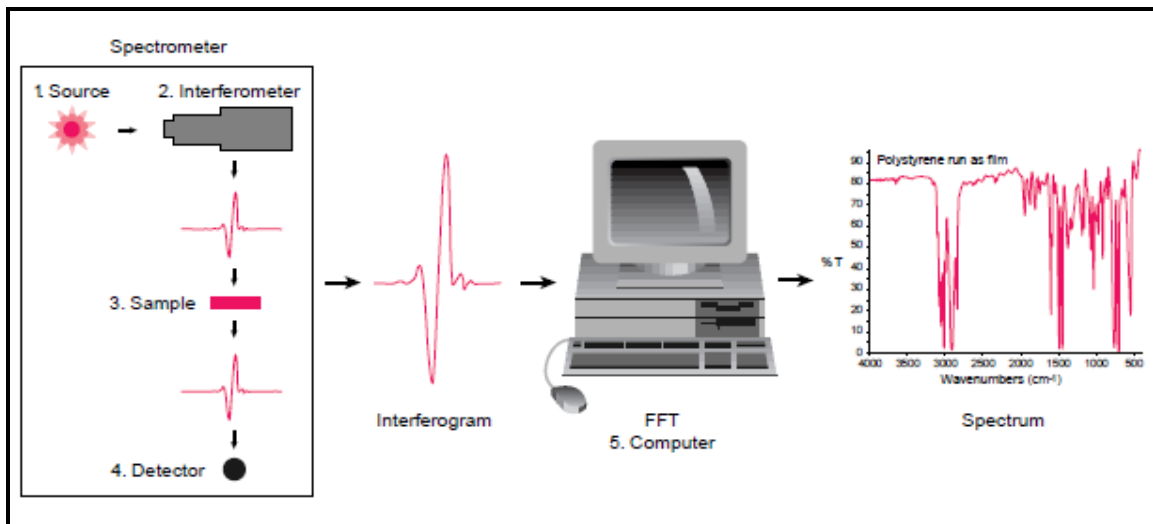 Spectrometer
1. Source
2. Interferometer
3. Sample
4. Detector
Interferogram
FFT
5. Computer
Polystyrene run as film
%T
90
80
70
60
50
40
30
20
10
0
4000 3500 3000 2500 2000 1500 1000 500
Wavenumbers (cm-1)
Spectrum